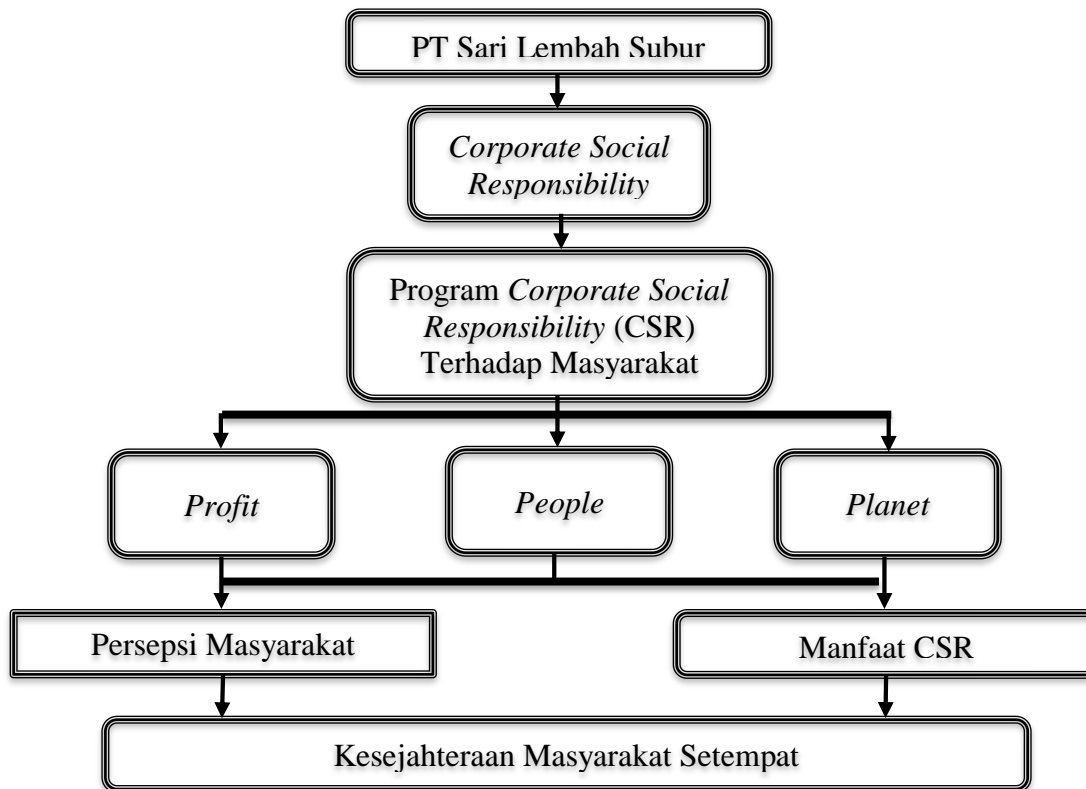 PT Sari Lembah Subur
Corporate Social
Responsibility
Program Corporate Social
Responsibility (CSR)
Terhadap Masyarakat
Profit
People
Planet
Persepsi Masyarakat
Manfaat CSR
Kesejahteraan Masyarakat Setempat